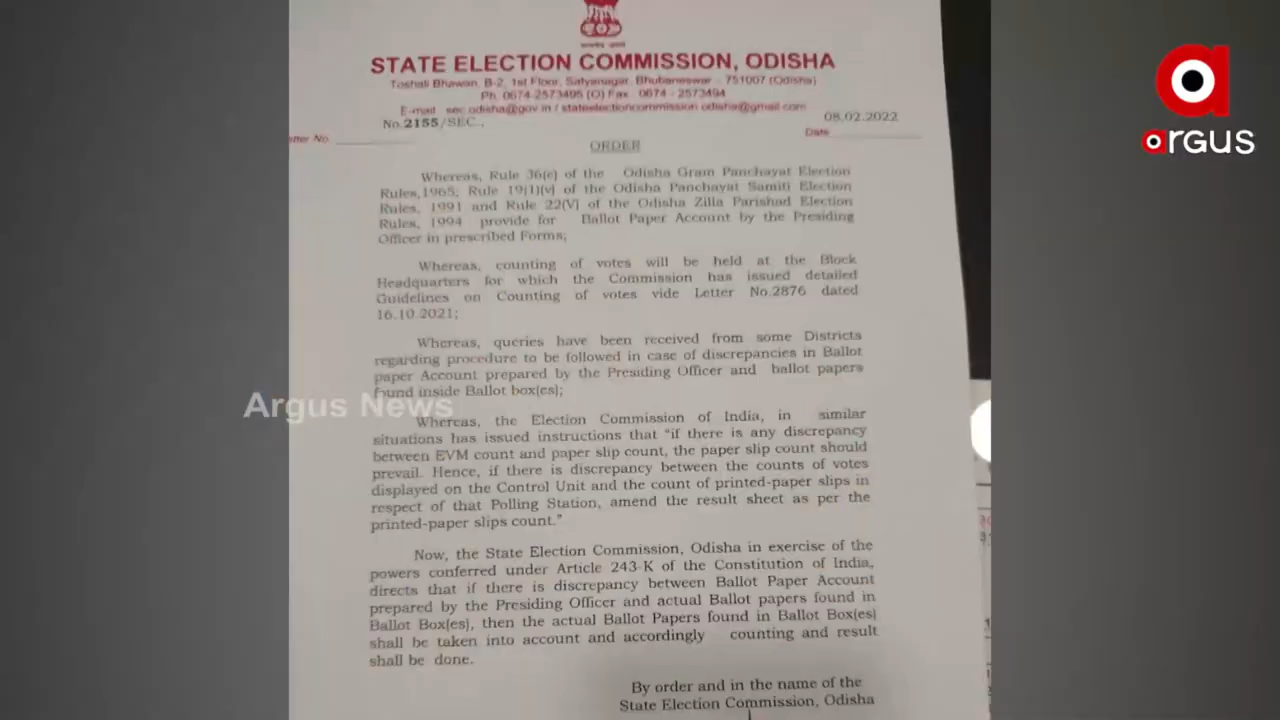 STATE ELECTION COMMISSION, ODISHA
Toshali Bhawan, B-2, 1st Floor, Satyanagar, Bhubaneswar - 751007 (Odisha)
Ph. 0674-2573495 (O) Fax : 0674 - 2573494
E-mail : sec.odisha@gov.in / stateelectioncommission.odisha@gmail.com
No.2155/SEC.,
08.02.2022
etter No.
Date
ORDER
Whereas, Rule 36(e) of the Odisha Gram Panchayat Election
Rules,1965; Rule 19(1)(v) of the Odisha Panchayat Samiti Election
Rules, 1991 and Rule 22(V) of the Odisha Zilla Parishad Election
Rules, 1994 provide for Ballot Paper Account by the Presiding
Officer in prescribed Forms;
Whereas, counting of votes will be held at the Block
Headquarters for which the Commission has issued detailed
Guidelines on Counting of votes vide Letter No.2876 dated
16.10.2021;
Whereas, queries have been received from some Districts
regarding procedure to be followed in case of discrepancies in Ballot
paper Account prepared by the Presiding Officer and ballot papers
found inside Ballot box(es);
Whereas, the Election Commission of India, in similar
situations has issued instructions that "if there is any discrepancy
between EVM count and paper slip count, the paper slip count should
prevail. Hence, if there is discrepancy between the counts of votes
displayed on the Control Unit and the count of printed-paper slips in
respect of that Polling Station, amend the result sheet as per the
printed-paper slips count."
Now, the State Election Commission, Odisha in exercise of the
powers conferred under Article 243-K of the Constitution of India,
directs that if there is discrepancy between Ballot Paper Account
prepared by the Presiding Officer and actual Ballot papers found in
Ballot Box(es), then the actual Ballot Papers found in Ballot Box(es)
shall be taken into account and accordingly counting and result
shall be done.
By order and in the name of the
State Election Commission, Odisha
Argus News
a
argus